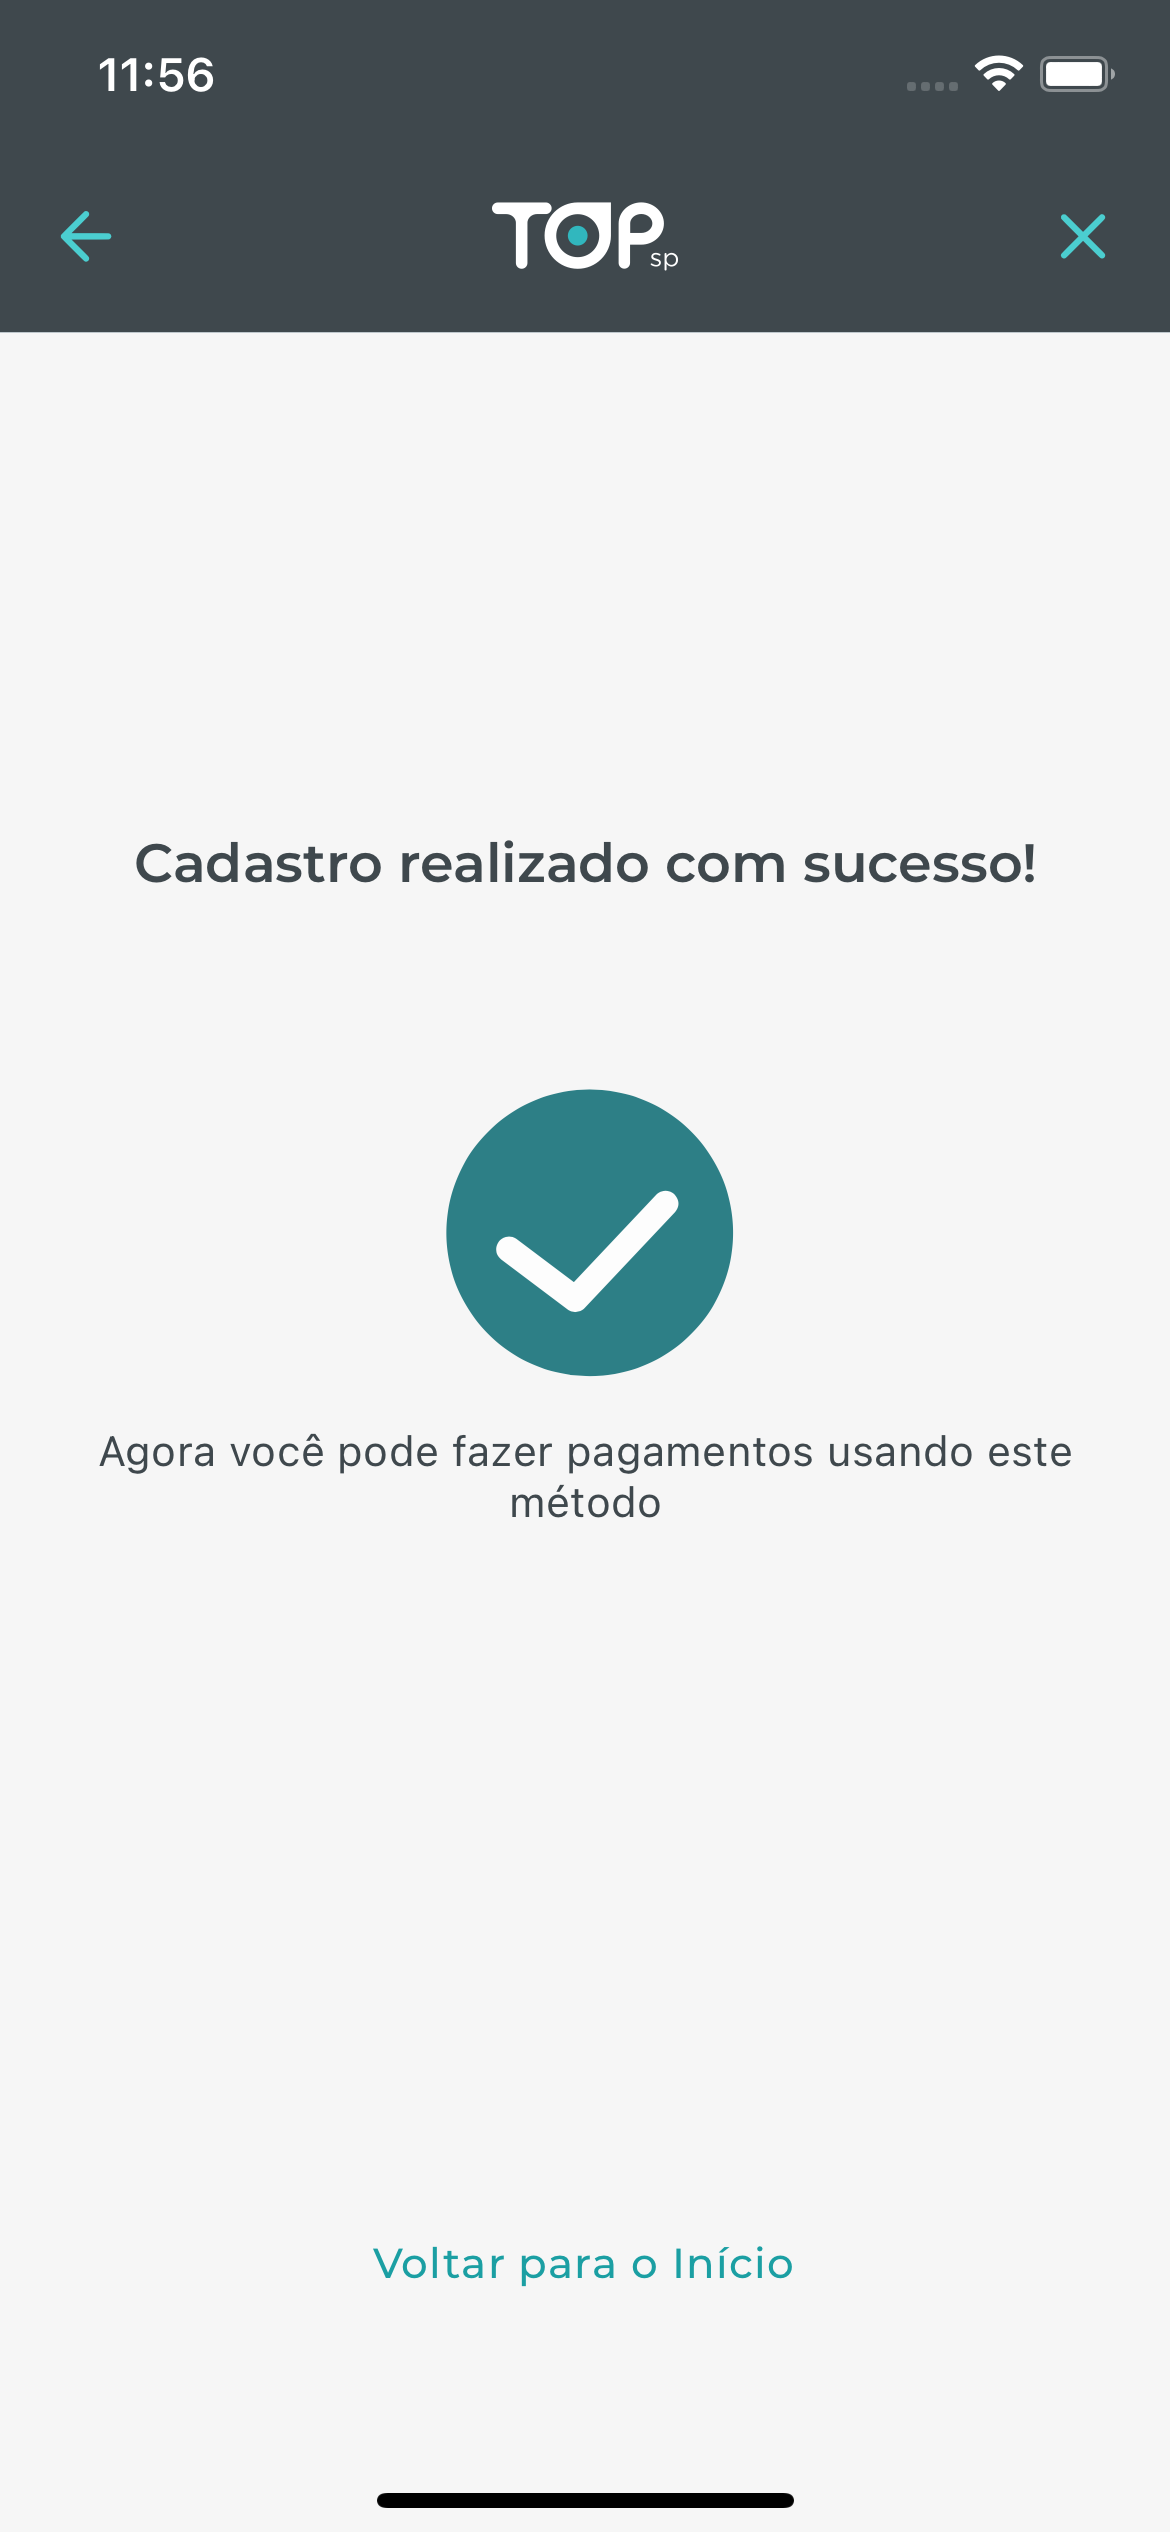 11:56
TOP
sp
Cadastro realizado com sucesso!
Agora você pode fazer pagamentos usando este
método
Voltar para o Início